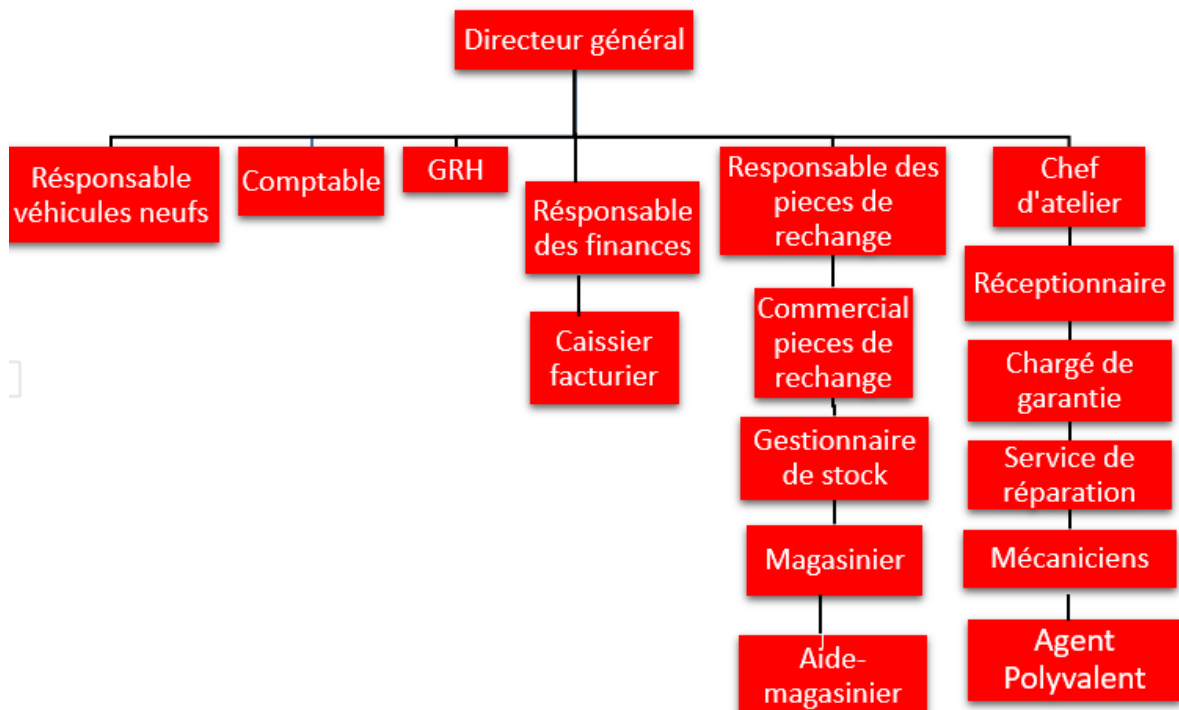 Directeur général
Résponsable
véhicules neufs
Comptable
GRH
Résponsable
des finances
Caissier
facturier
Responsable des
pieces de
rechange
Commercial
pieces de
rechange
Gestionnaire
de stock
Magasinier
Aide-
magasinier
Chef
d'atelier
Réceptionnaire
Chargé de
garantie
Service de
réparation
Mécaniciens
Agent
Polyvalent